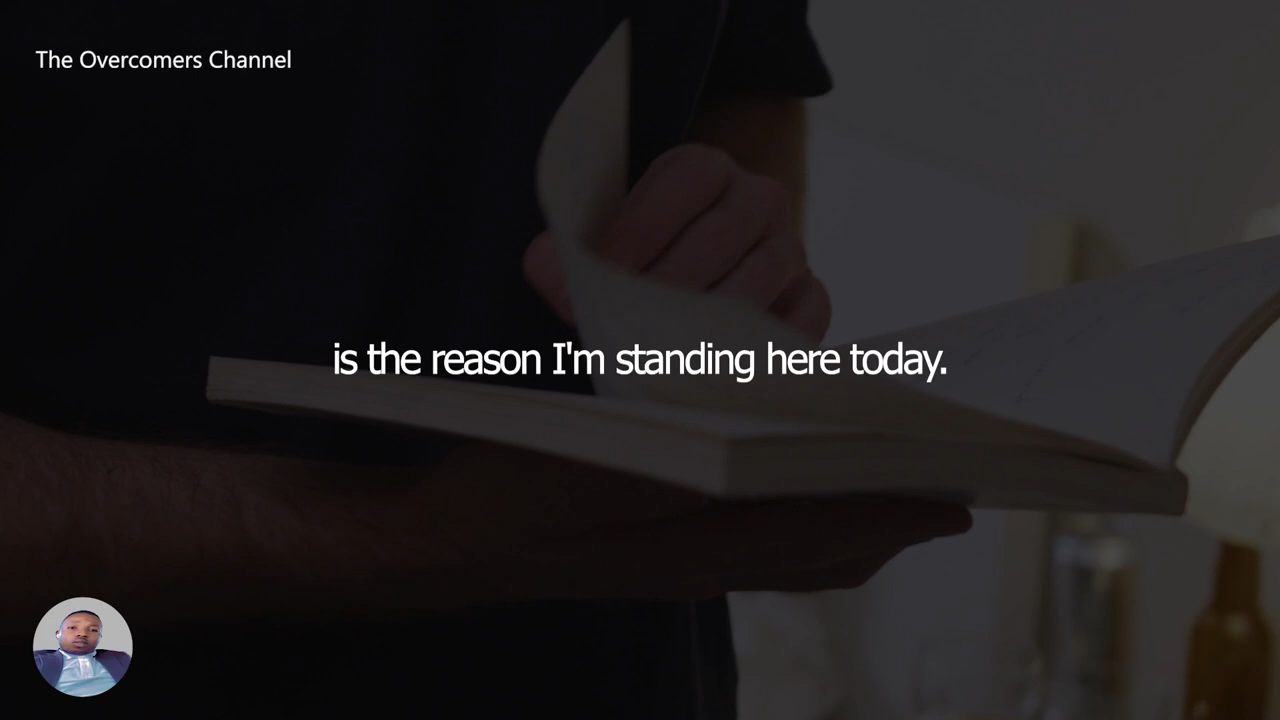 The Overcomers Channel
is the reason I'm standing here today.